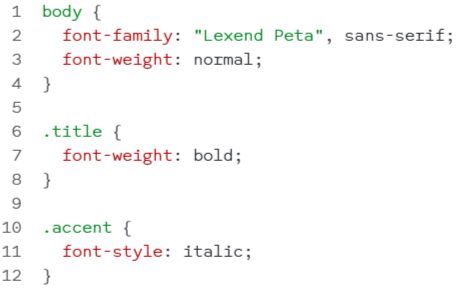 1 body {
2   font-family: "Lexend Peta", sans-serif;
3   font-weight: normal;
4 }
5
6 .title {
7   font-weight: bold;
8 }
9
10 .accent {
11   font-style: italic;
12 }